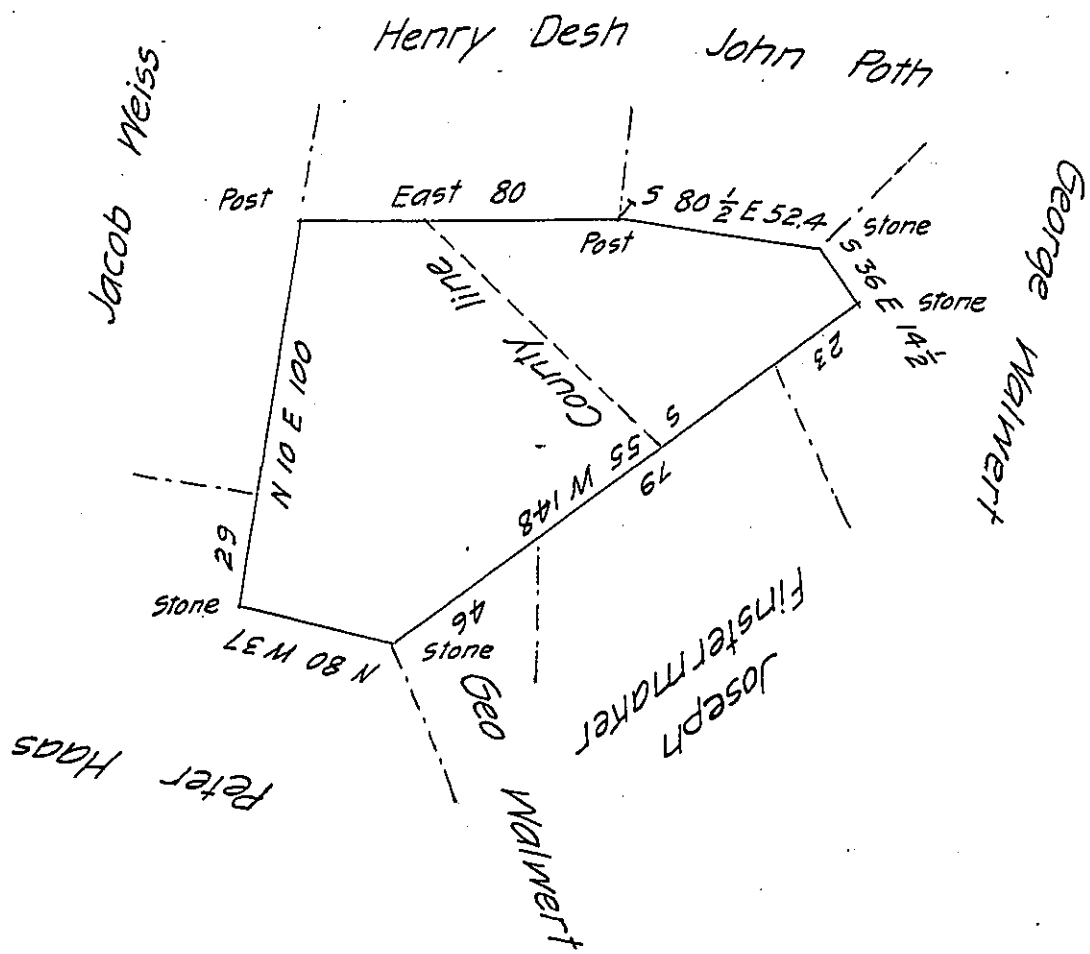 Henry Desh
John Poth
Jacob Weiss
George Walwert
Post
East 80
Post
S 80 1/2 E 52.4
Stone
S 36 E 14 1/2
Stone
County line
23
S 55 W 148
79
46
N 10 E 100
29
Stone
N 80 W 37
Stone
Geo Walwert
Joseph
Finstermaker
Peter Haas